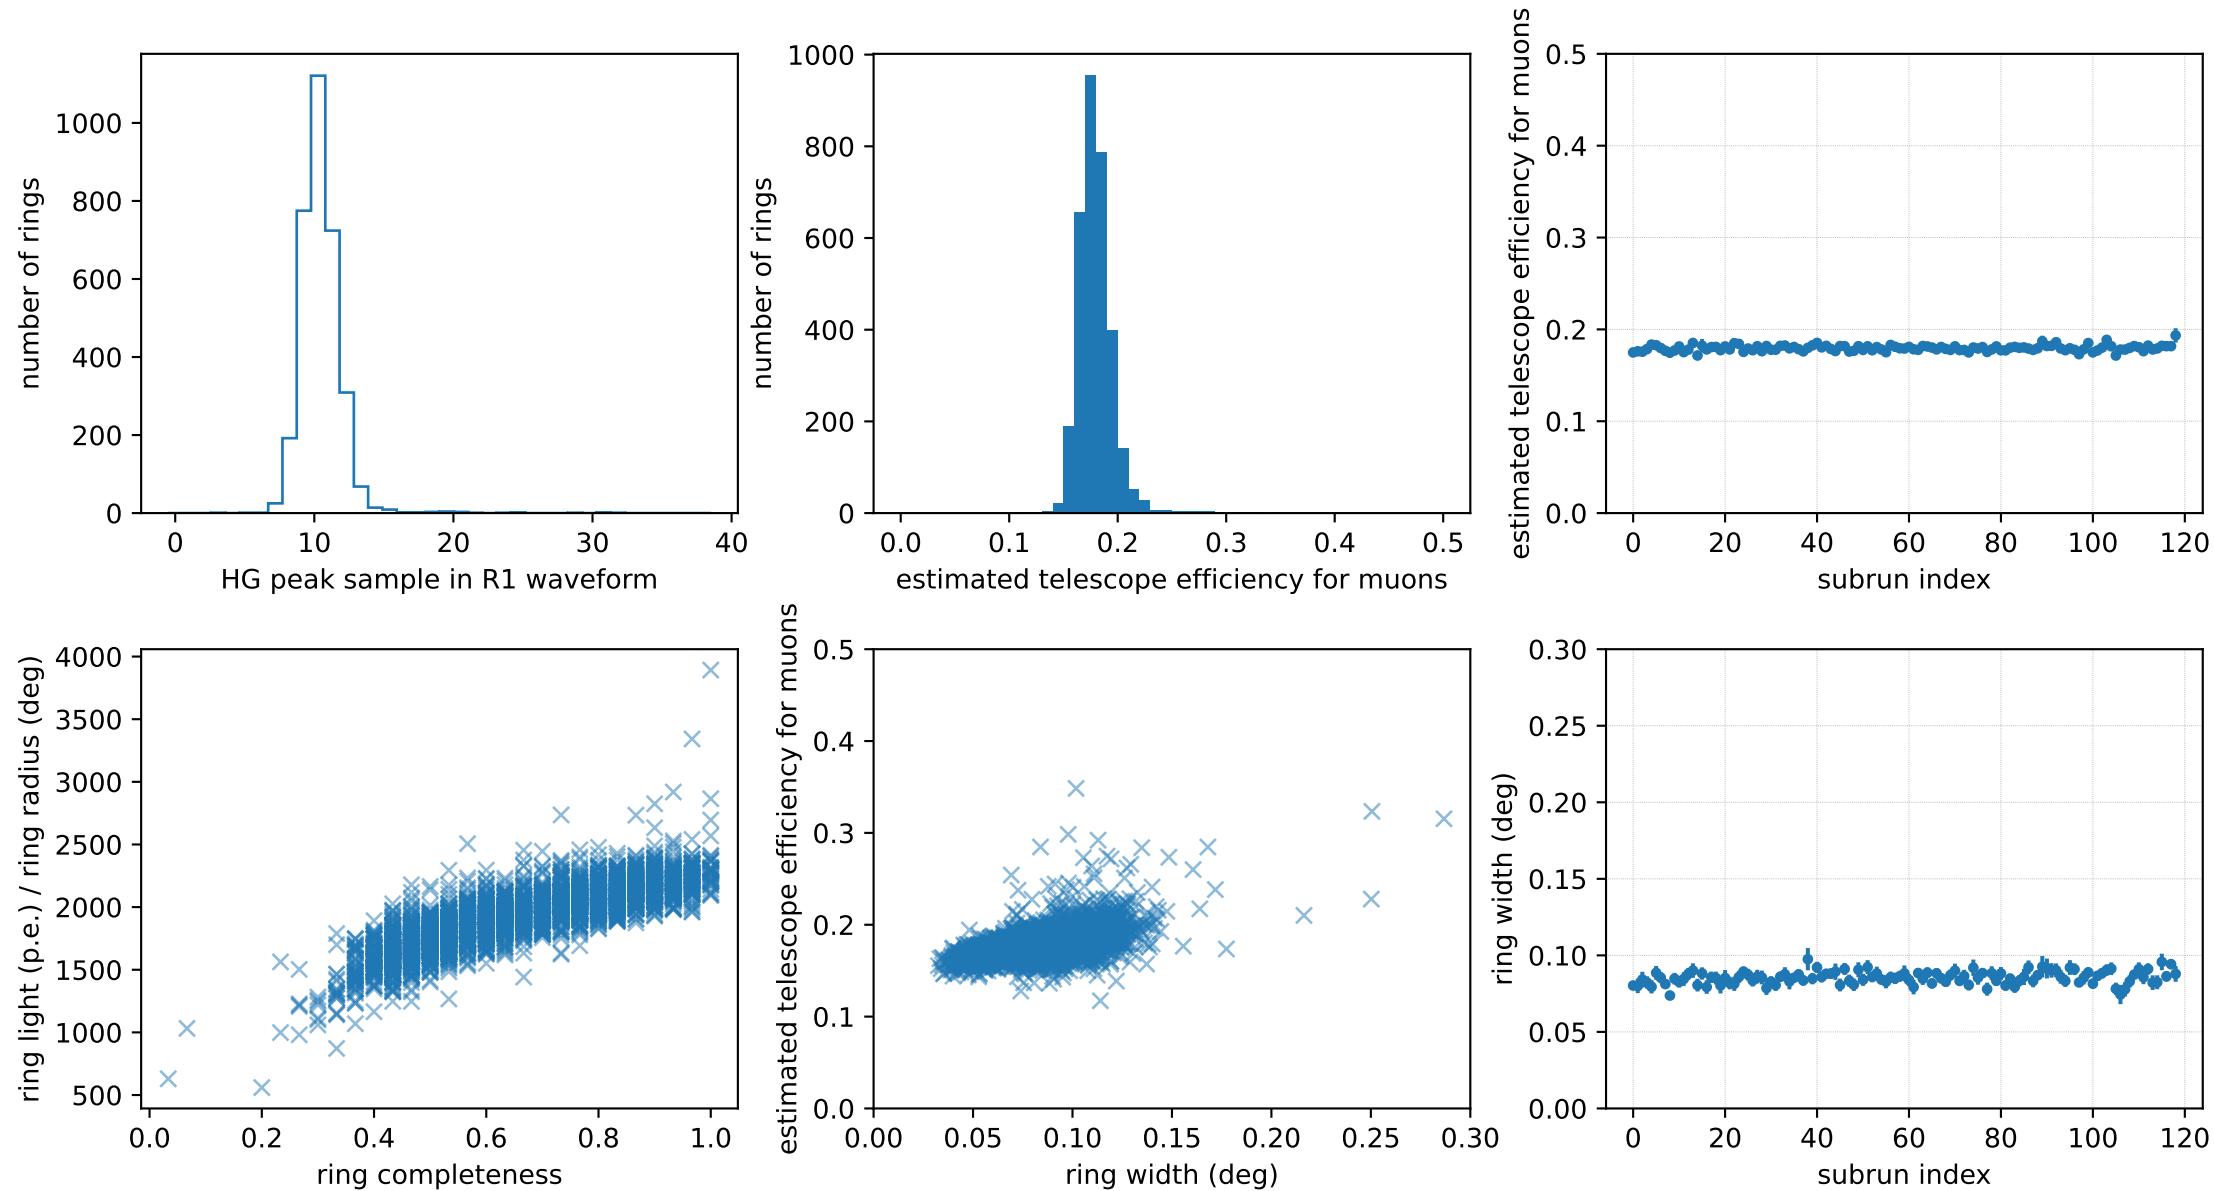 number of rings
1000
800
600
400
200
0
0 10 20 30 40
HG peak sample in R1 waveform
number of rings
1000
800
600
400
200
0
0.0 0.1 0.2 0.3 0.4 0.5
estimated telescope efficiency for muons
estimated telescope efficiency for muons
0.5
0.4
0.3
0.2
0.1
0.0
0 20 40 60 80 100 120
subrun index
ring light (p.e.) / ring radius (deg)
4000
3500
3000
2500
2000
1500
1000
500
0.0 0.2 0.4 0.6 0.8 1.0
ring completeness
estimated telescope efficiency for muons
0.5
0.4
0.3
0.2
0.1
0.0
0.00 0.05 0.10 0.15 0.20 0.25 0.30
ring width (deg)
ring width (deg)
0.30
0.25
0.20
0.15
0.10
0.05
0.00
0 20 40 60 80 100 120
subrun index